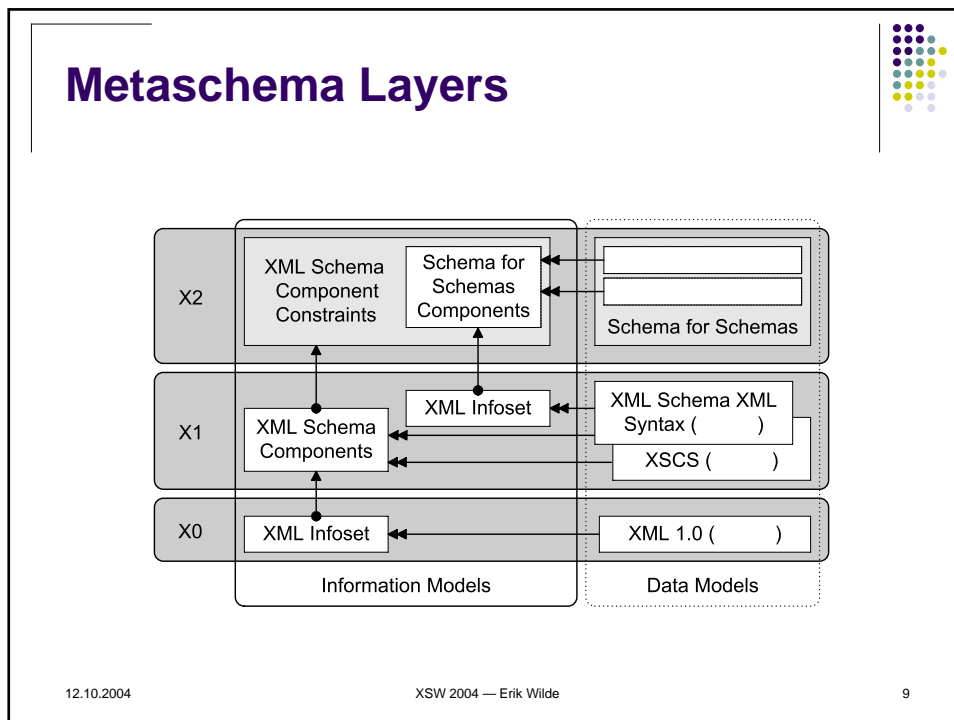 Metaschema Layers
X2
XML Schema
Component
Constraints
Schema for
Schemas
Components
Schema for Schemas
X1
XML Schema
Components
XML Infoset
XML Schema XML
Syntax ( )
XSCS ( )
X0
XML Infoset
XML 1.0 ( )
Information Models
Data Models
12.10.2004
XSW 2004 — Erik Wilde
9